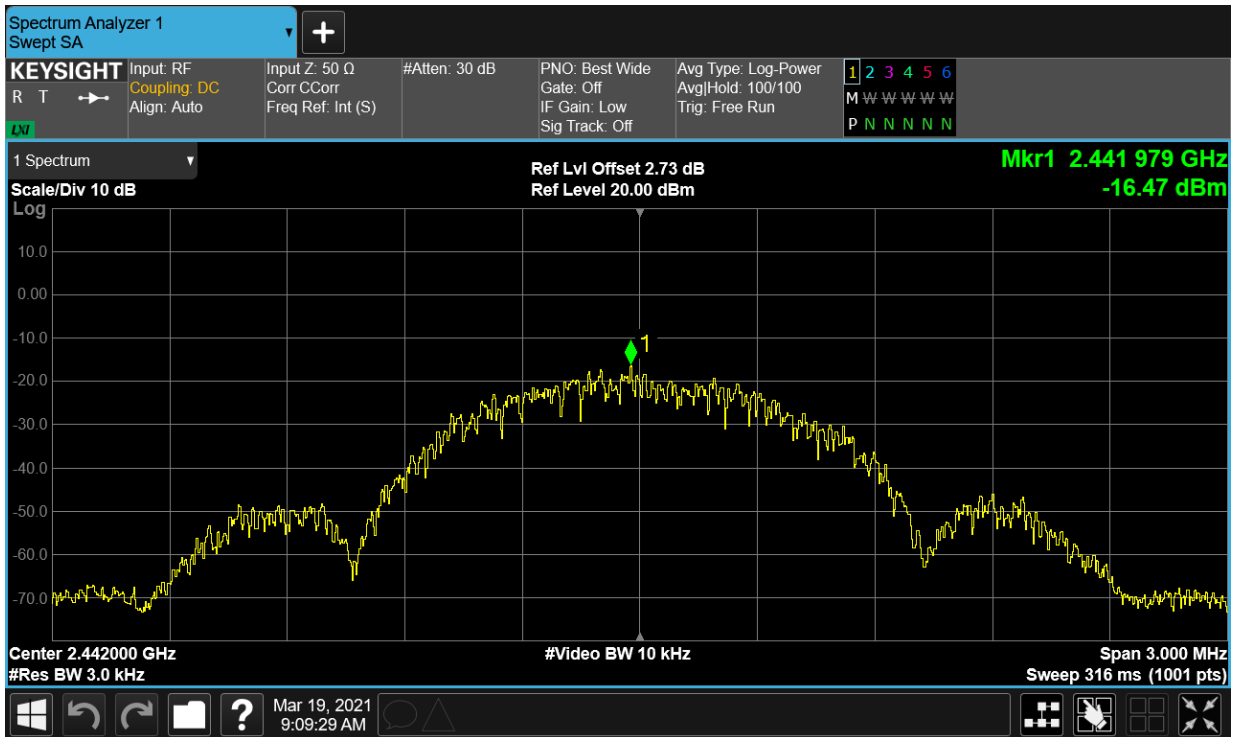 Spectrum Analyzer 1
Swept SA
KEYSIGHT
R T
LXI
Input: RF
Coupling: DC
Align: Auto
Input Z: 50 Ω
Corr CCorr
Freq Ref: Int (S)
#Atten: 30 dB
PNO: Best Wide
Gate: Off
IF Gain: Low
Sig Track: Off
Avg Type: Log-Power
Avg|Hold: 100/100
Trig: Free Run
1 2 3 4 5 6
M W W W W W
P N N N N N
1 Spectrum
Scale/Div 10 dB
Log
Ref Lvl Offset 2.73 dB
Ref Level 20.00 dBm
Mkr1 2.441 979 GHz
-16.47 dBm
10.0
0.00
-10.0
-20.0
-30.0
-40.0
-50.0
-60.0
-70.0
1
Center 2.442000 GHz
#Res BW 3.0 kHz
#Video BW 10 kHz
Span 3.000 MHz
Sweep 316 ms (1001 pts)
?
Mar 19, 2021
9:09:29 AM